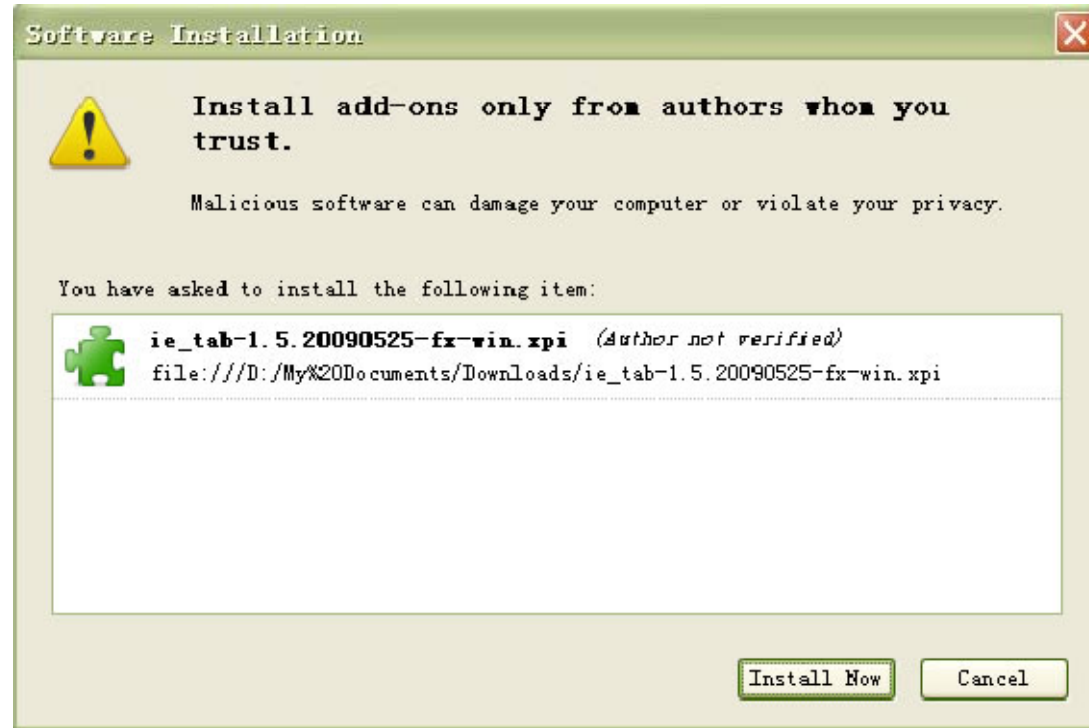 Software Installation
Install add-ons only from authors whom you
trust.
Malicious software can damage your computer or violate your privacy.
You have asked to install the following item:
ie_tab-1.5.20090525-fx-win.xpi (Author not verified)
file:///D:/My%20Documents/Downloads/ie_tab-1.5.20090525-fx-win.xpi
Install Now Cancel